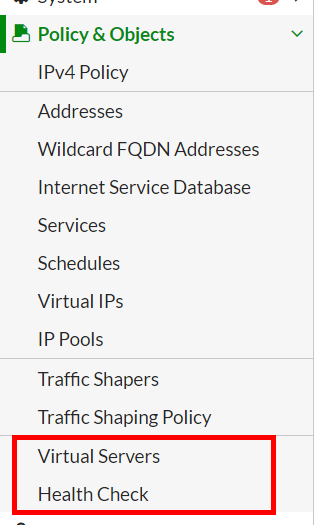 System
Policy & Objects
IPv4 Policy
Addresses
Wildcard FQDN Addresses
Internet Service Database
Services
Schedules
Virtual IPs
IP Pools
Traffic Shapers
Traffic Shaping Policy
Virtual Servers
Health Check